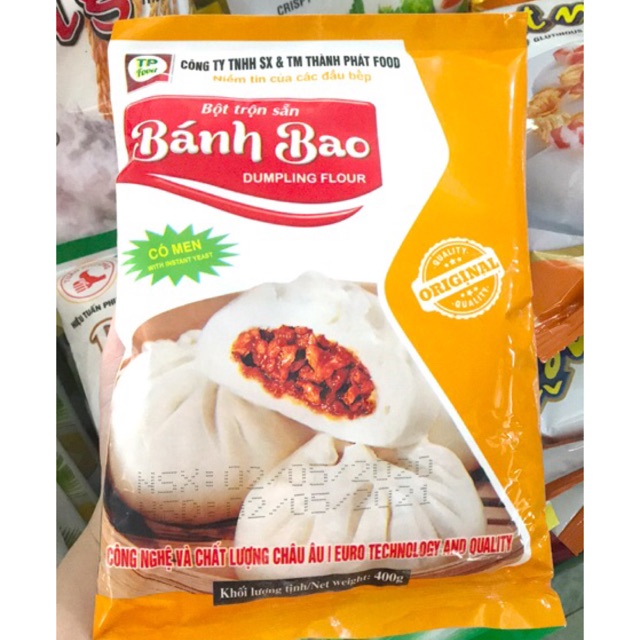 CRISPY
TP
food
CÔNG TY TNHH SX & TM THÀNH PHÁT FOOD
Niềm tin của các đầu bếp
Bột trộn sẵn
Bánh Bao
DUMPLING FLOUR
CÓ MEN
WITH INSTANT YEAST
QUALITY
ORIGINAL
QUALITY
NSX: 02/05/2020
02/05/2021
CÔNG NGHỆ VÀ CHẤT LƯỢNG CHÂU ÂU | EURO TECHNOLOGY AND QUALITY
Khối lượng tịnh/Net weight: 400g